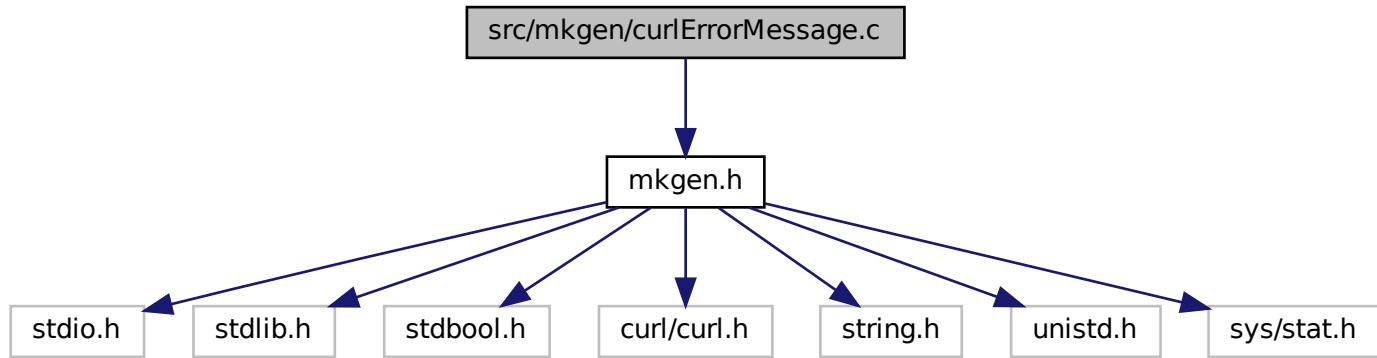 src/mkgen/curlErrorMessage.c
mkgen.h
stdio.h
stdlib.h
stdbool.h
curl/curl.h
string.h
unistd.h
sys/stat.h